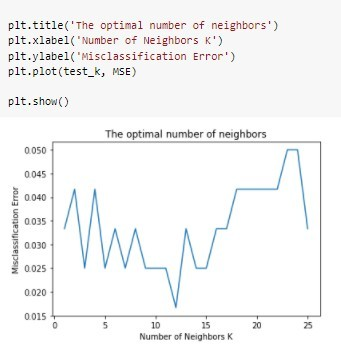 plt.title('The optimal number of neighbors')
plt.xlabel('Number of Neighbors K')
plt.ylabel('Misclassification Error')
plt.plot(test_k, MSE)
plt.show()
The optimal number of neighbors
0.050
0.045
0.040
0.035
0.030
0.025
0.020
0.015
Misclassification Error
0 5 10 15 20 25
Number of Neighbors K